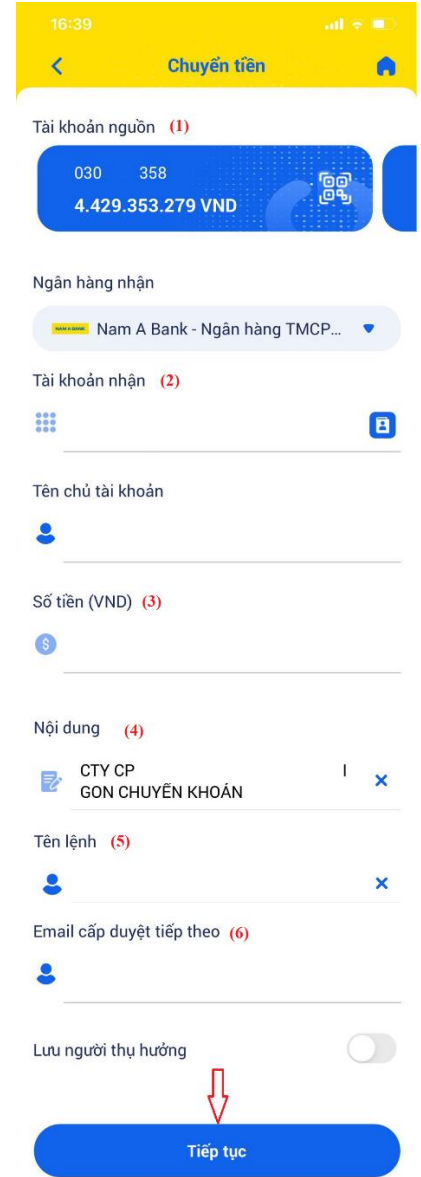 16:39
Chuyển tiền
Tài khoản nguồn (1)
030 358
4.429.353.279 VND
Ngân hàng nhận
NAM A BANK Nam A Bank - Ngân hàng TMCP...
Tài khoản nhận (2)
Tên chủ tài khoản
Số tiền (VND) (3)
$
Nội dung (4)
CTY CP I
GON CHUYỂN KHOẢN
Tên lệnh (5)
Email cấp duyệt tiếp theo (6)
Lưu người thụ hưởng
Tiếp tục